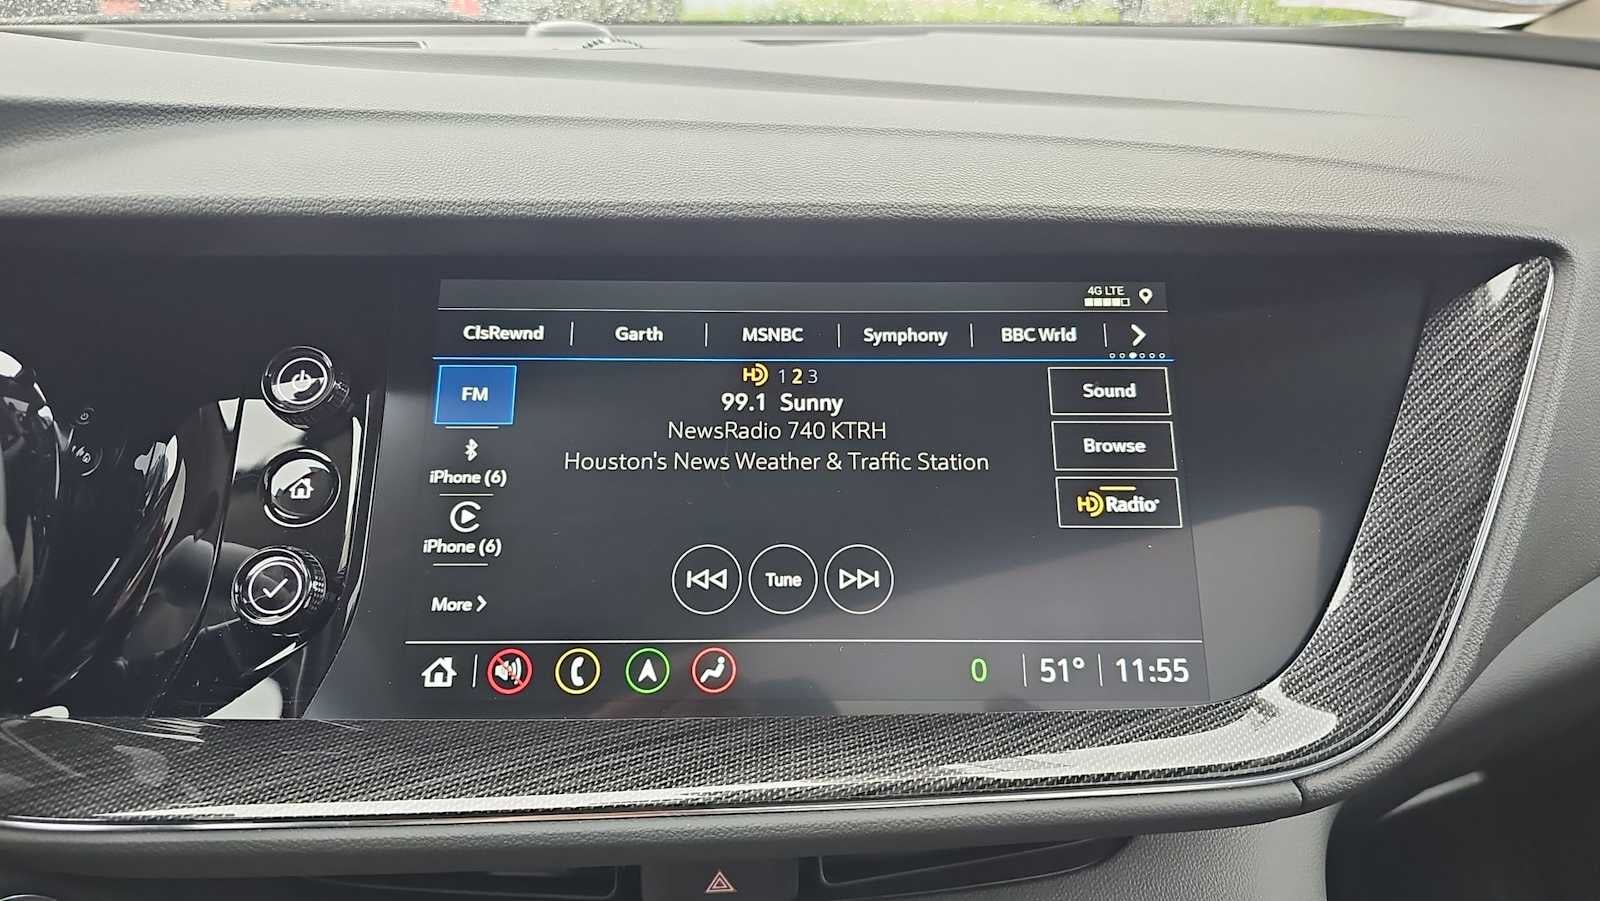 4G LTE
ClsRewnd
Garth
MSNBC
Symphony
BBC Wrld
FM
HD 1 2 3
99.1 Sunny
NewsRadio 740 KTRH
Houston's News Weather & Traffic Station
Sound
Browse
HD Radio
iPhone (6)
iPhone (6)
More
Tune
0
51°
11:55